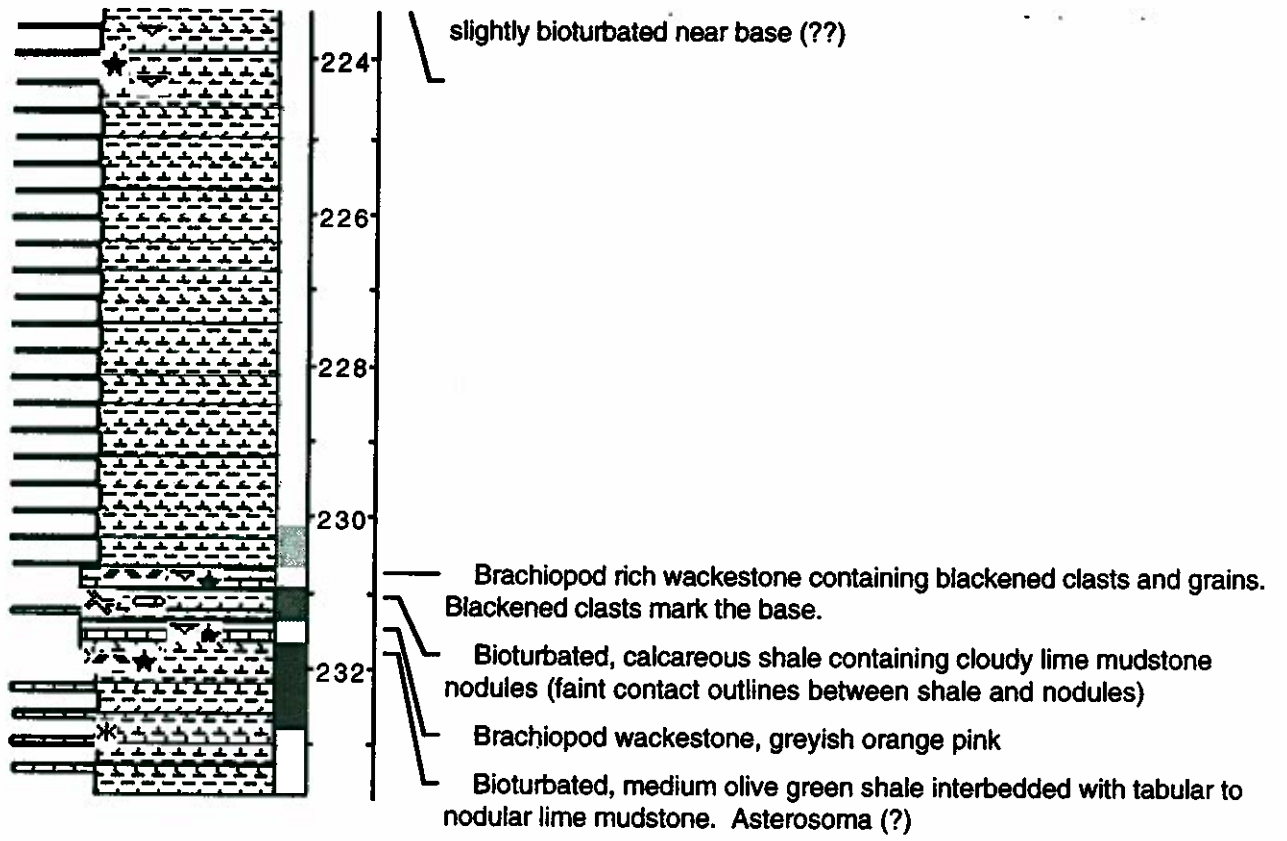 slightly bioturbated near base (??)
224
226
228
230
Brachiopod rich wackestone containing blackened clasts and grains.
Blackened clasts mark the base.
Bioturbated, calcareous shale containing cloudy lime mudstone
nodules (faint contact outlines between shale and nodules)
232
Brachiopod wackestone, greyish orange pink
Bioturbated, medium olive green shale interbedded with tabular to
nodular lime mudstone. Asterosoma (?)